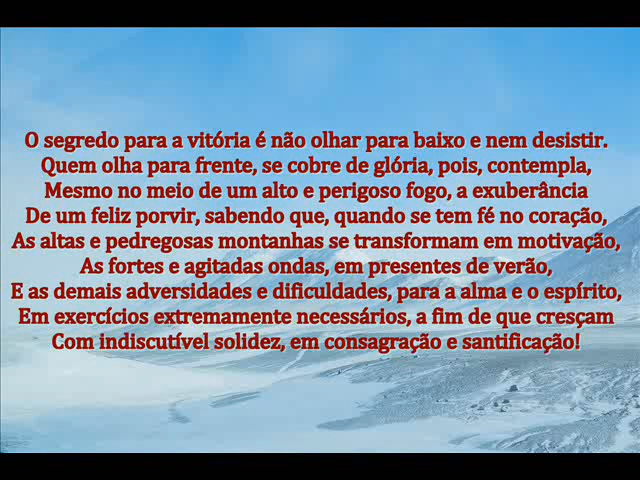 O segredo para a vitória é não olhar para baixo e nem desistir.
Quem olha para frente, se cobre de glória, pois, contempla,
Mesmo no meio de um alto e perigoso fogo, a exuberância
De um feliz porvir, sabendo que, quando se tem fé no coração,
As altas e pedregosas montanhas se transformam em motivação,
As fortes e agitadas ondas, em presentes de verão,
E as demais adversidades e dificuldades, para a alma e o espírito,
Em exercícios extremamente necessários, a fim de que cresçam
Com indiscutível solidez, em consagração e santificação!